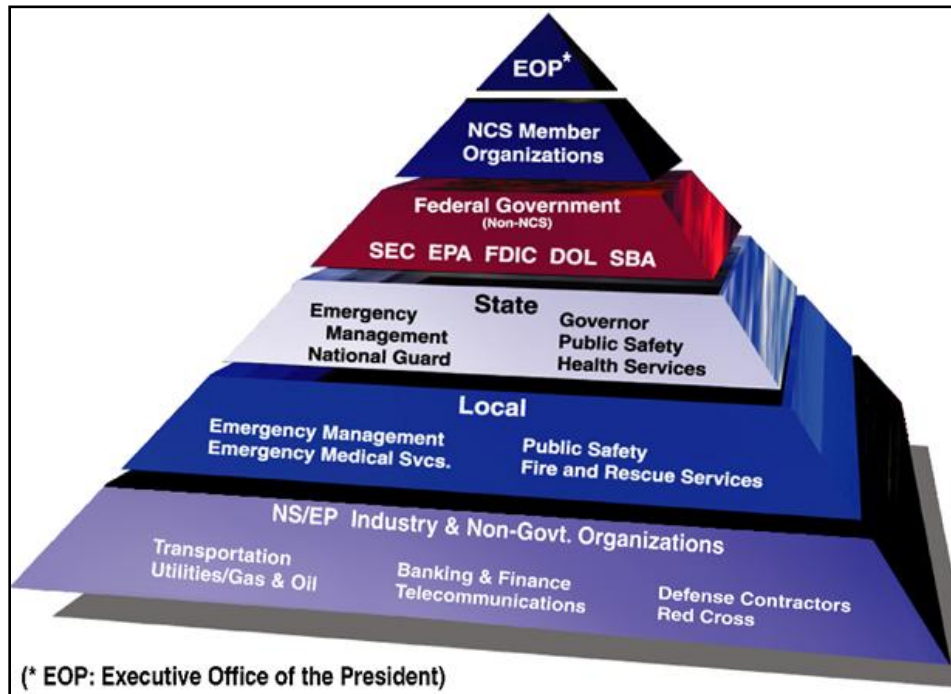 EOP*
NCS Member
Organizations
Federal Government
(Non-NCS)
SEC EPA FDIC DOL SBA
State
Emergency
Management
National Guard
Governor
Public Safety
Health Services
Local
Emergency Management
Emergency Medical Svcs.
Public Safety
Fire and Rescue Services
NS/EP Industry & Non-Govt. Organizations
Transportation
Utilities/Gas & Oil
Banking & Finance
Telecommunications
Defense Contractors
Red Cross
(* EOP: Executive Office of the President)